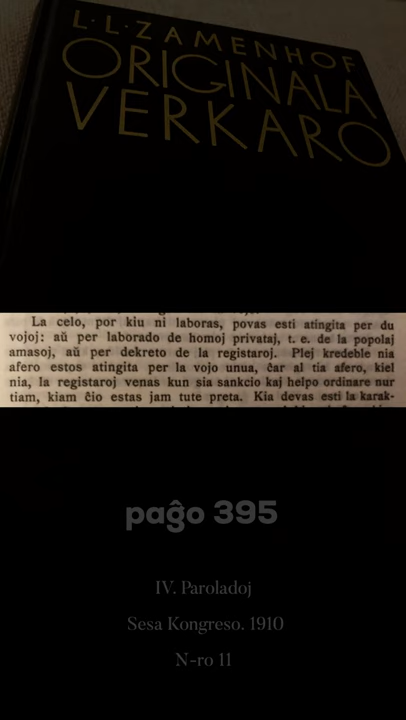 L·L·ZAMENHOF
ORIGINALA
VERKARO
La celo, por kiu ni laboras, povas esti atingita per du
vojoj: aŭ per laborado de homoj privataj, t. e. de la popolaj
amasoj, aŭ per dekreto de la registaroj. Plej kredeble nia
afero estos atingita per la vojo unua, ĉar al tia afero, kiel
nia, la registaroj venas kun sia sankcio kaj helpo ordinare nur
tiam, kiam ĉio estas jam tute preta. Kia devas esti la karak-
paĝo 395
IV. Paroladoj
Sesa Kongreso. 1910
N-ro 11